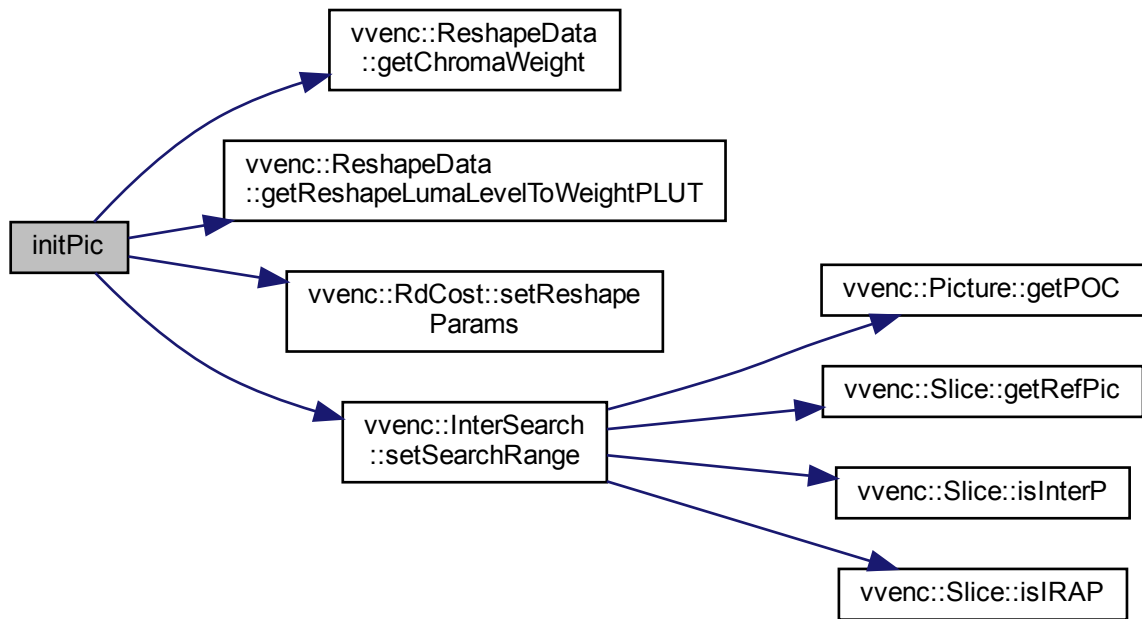 vvenc::ReshapeData
::getChromaWeight
vvenc::ReshapeData
::getReshapeLumaLevelToWeightPLUT
initPic
vvenc::RdCost::setReshape
Params
vvenc::InterSearch
::setSearchRange
vvenc::Picture::getPOC
vvenc::Slice::getRefPic
vvenc::Slice::isInterP
vvenc::Slice::isIRAP